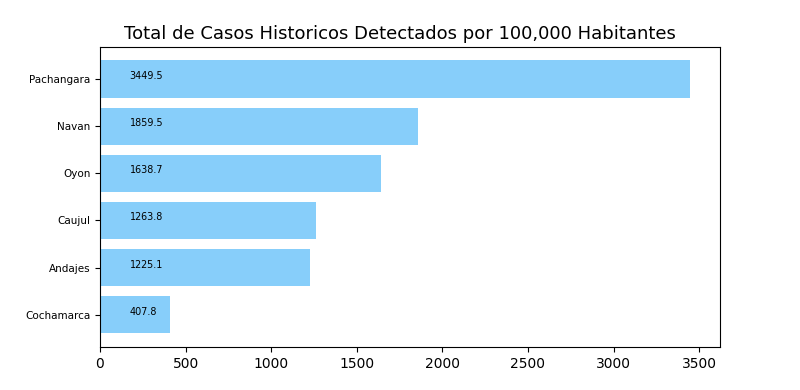 Total de Casos Historicos Detectados por 100,000 Habitantes
Pachangara 3449.5
Navan 1859.5
Oyon 1638.7
Caujul 1263.8
Andajes 1225.1
Cochamarca 407.8
0 500 1000 1500 2000 2500 3000 3500